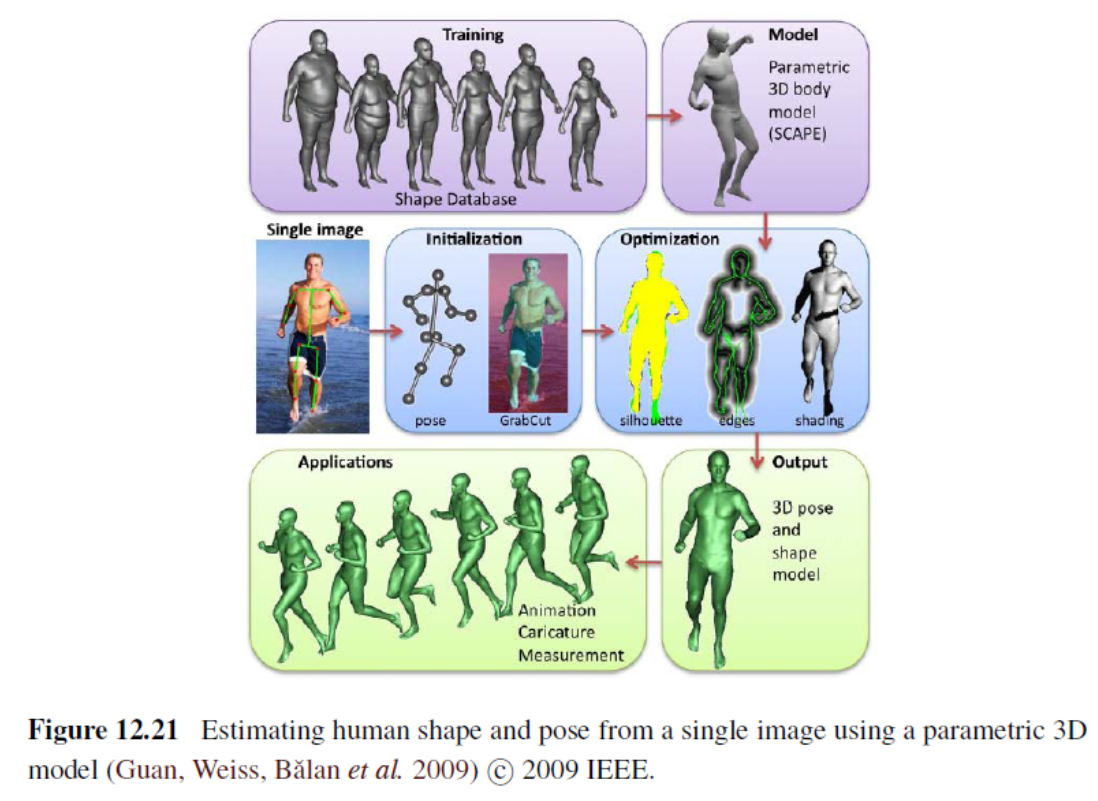 Training
Shape Database
Model
Parametric
3D body
model
(SCAPE)
Single image
Initialization
pose
GrabCut
Optimization
silhouette
edges
shading
Applications
Animation
Caricature
Measurement
Output
3D pose
and
shape
model
Figure 12.21 Estimating human shape and pose from a single image using a parametric 3D
model (Guan, Weiss, Bălan et al. 2009) © 2009 IEEE.